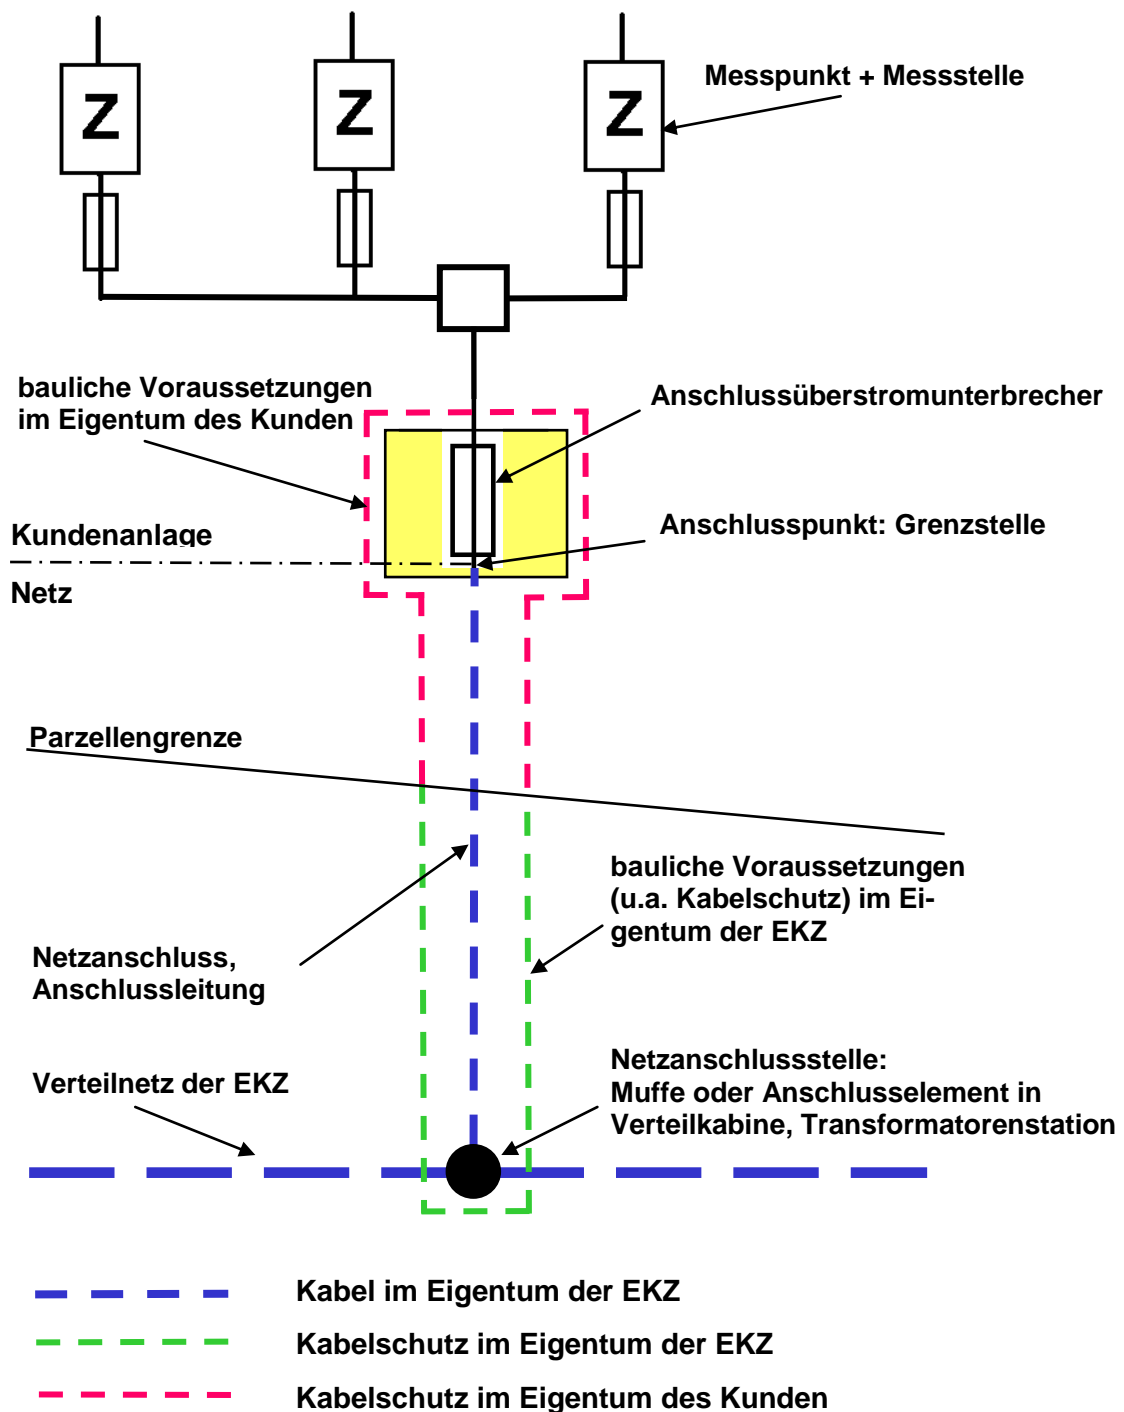 Messpunkt + Messstelle
Z
Z
Z
bauliche Voraussetzungen
im Eigentum des Kunden
Anschlussüberstromunterbrecher
Kundenanlage
Anschlusspunkt: Grenzstelle
Netz
Parzellengrenze
bauliche Voraussetzungen
(u.a. Kabelschutz) im Ei-
gentum der EKZ
Netzanschluss,
Anschlussleitung
Netzanschlussstelle:
Muffe oder Anschlusselement in
Verteilkabine, Transformatorenstation
Verteilnetz der EKZ
Kabel im Eigentum der EKZ
Kabelschutz im Eigentum der EKZ
Kabelschutz im Eigentum des Kunden